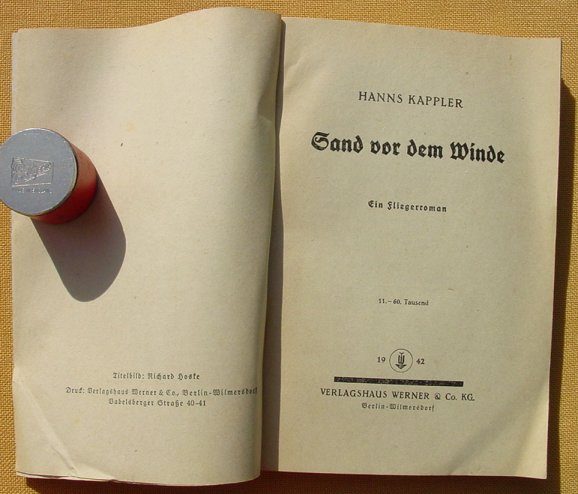 Titelbild: Richard Hoske
Druck: Verlagshaus Werner & Co., Berlin-Wilmersdorf
Babelsberger Straße 40-41
HANNS KAPPLER
Sand vor dem Winde
Ein Fliegerroman
11.–60. Tausend
19 42
VERLAGSHAUS WERNER & Co. KG.
Berlin-Wilmersdorf